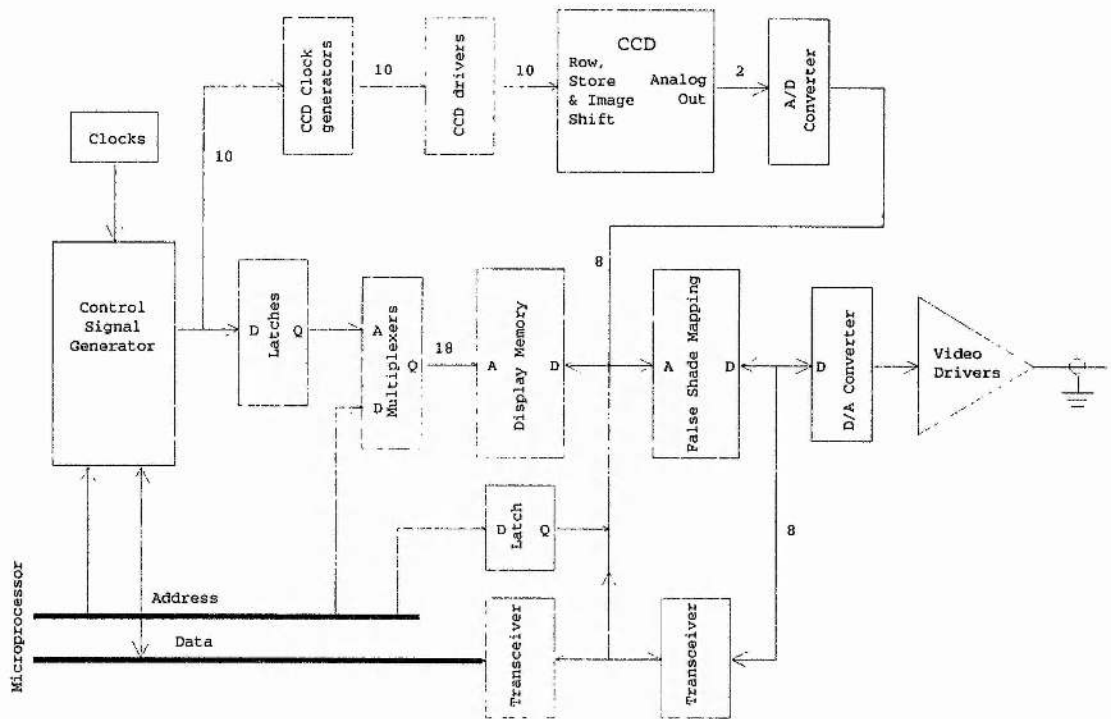 CCD Clock
generators
10
CCD drivers
10
CCD
Row,
Store
& Image
Shift
Analog
Out
2
A/D
Converter
Clocks
10
Control
Signal
Generator
D Q
Latches
A
Q
D
Multiplexers
18
A D
Display Memory
8
A D
False Shade Mapping
D
D/A Converter
Video
Drivers
D Q
Latch
8
Microprocessor
Address
Data
Transceiver
Transceiver